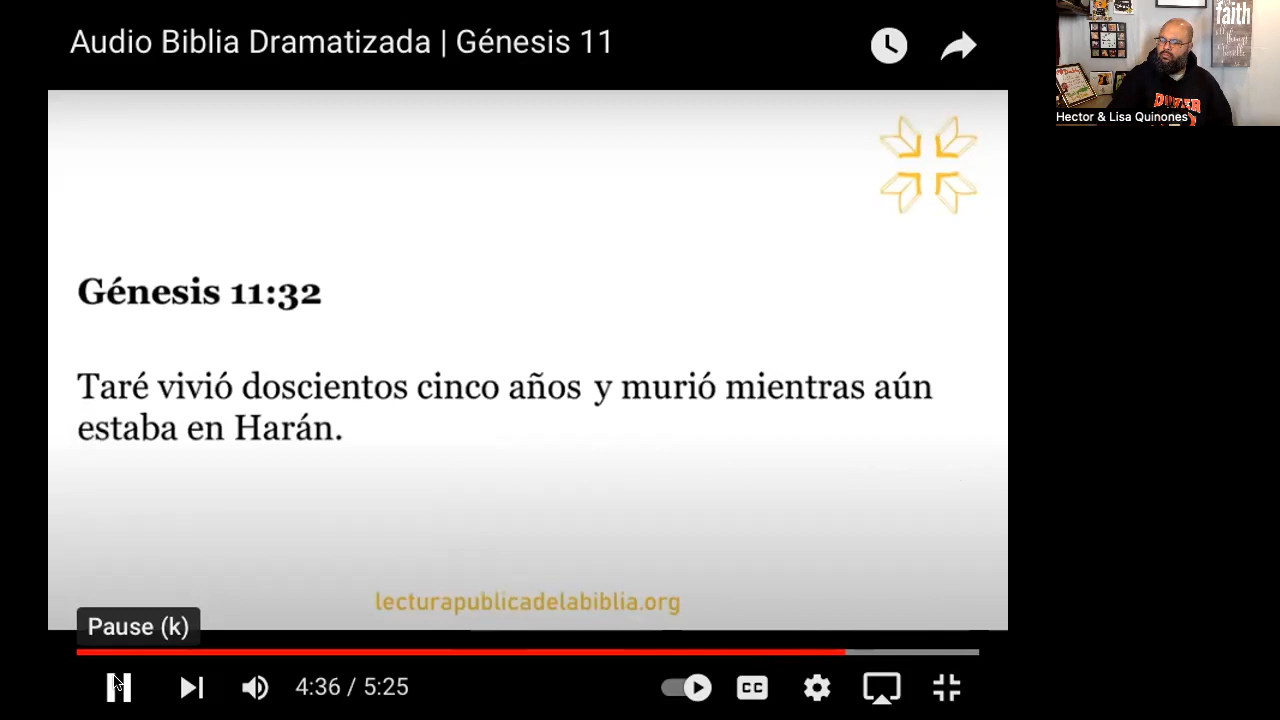 Audio Biblia Dramatizada | Génesis 11
faith
Hector & Lisa Quinones
Génesis 11:32
Taré vivió doscientos cinco años y murió mientras aún
estaba en Harán.
lecturapublicadelabiblia.org
Pause (k)
4:36 / 5:25
CC